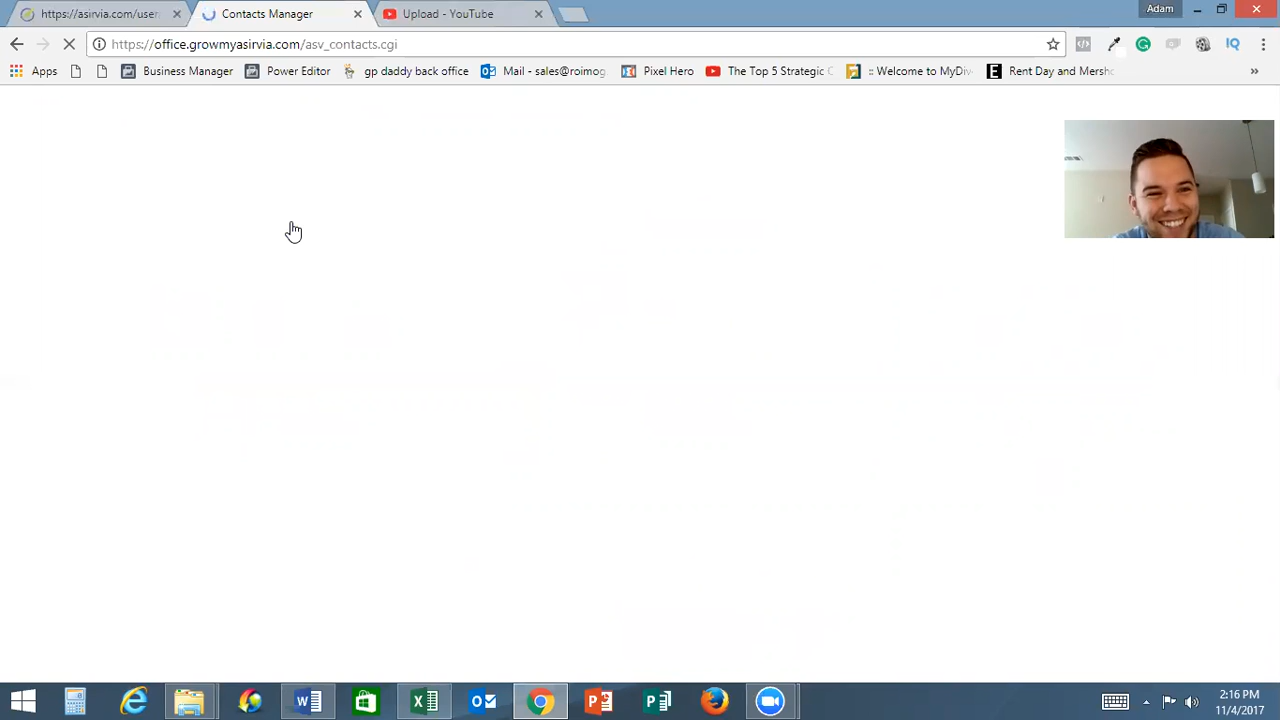 https://asirvia.com/user
Contacts Manager
Upload - YouTube
Adam
https://office.growmyasirvia.com/asv_contacts.cgi
Apps
Business Manager
Power Editor
gp daddy back office
Mail - sales@roimog
Pixel Hero
The Top 5 Strategic C
:: Welcome to MyDiv
E
Rent Day and Mersh
2:16 PM
11/4/2017